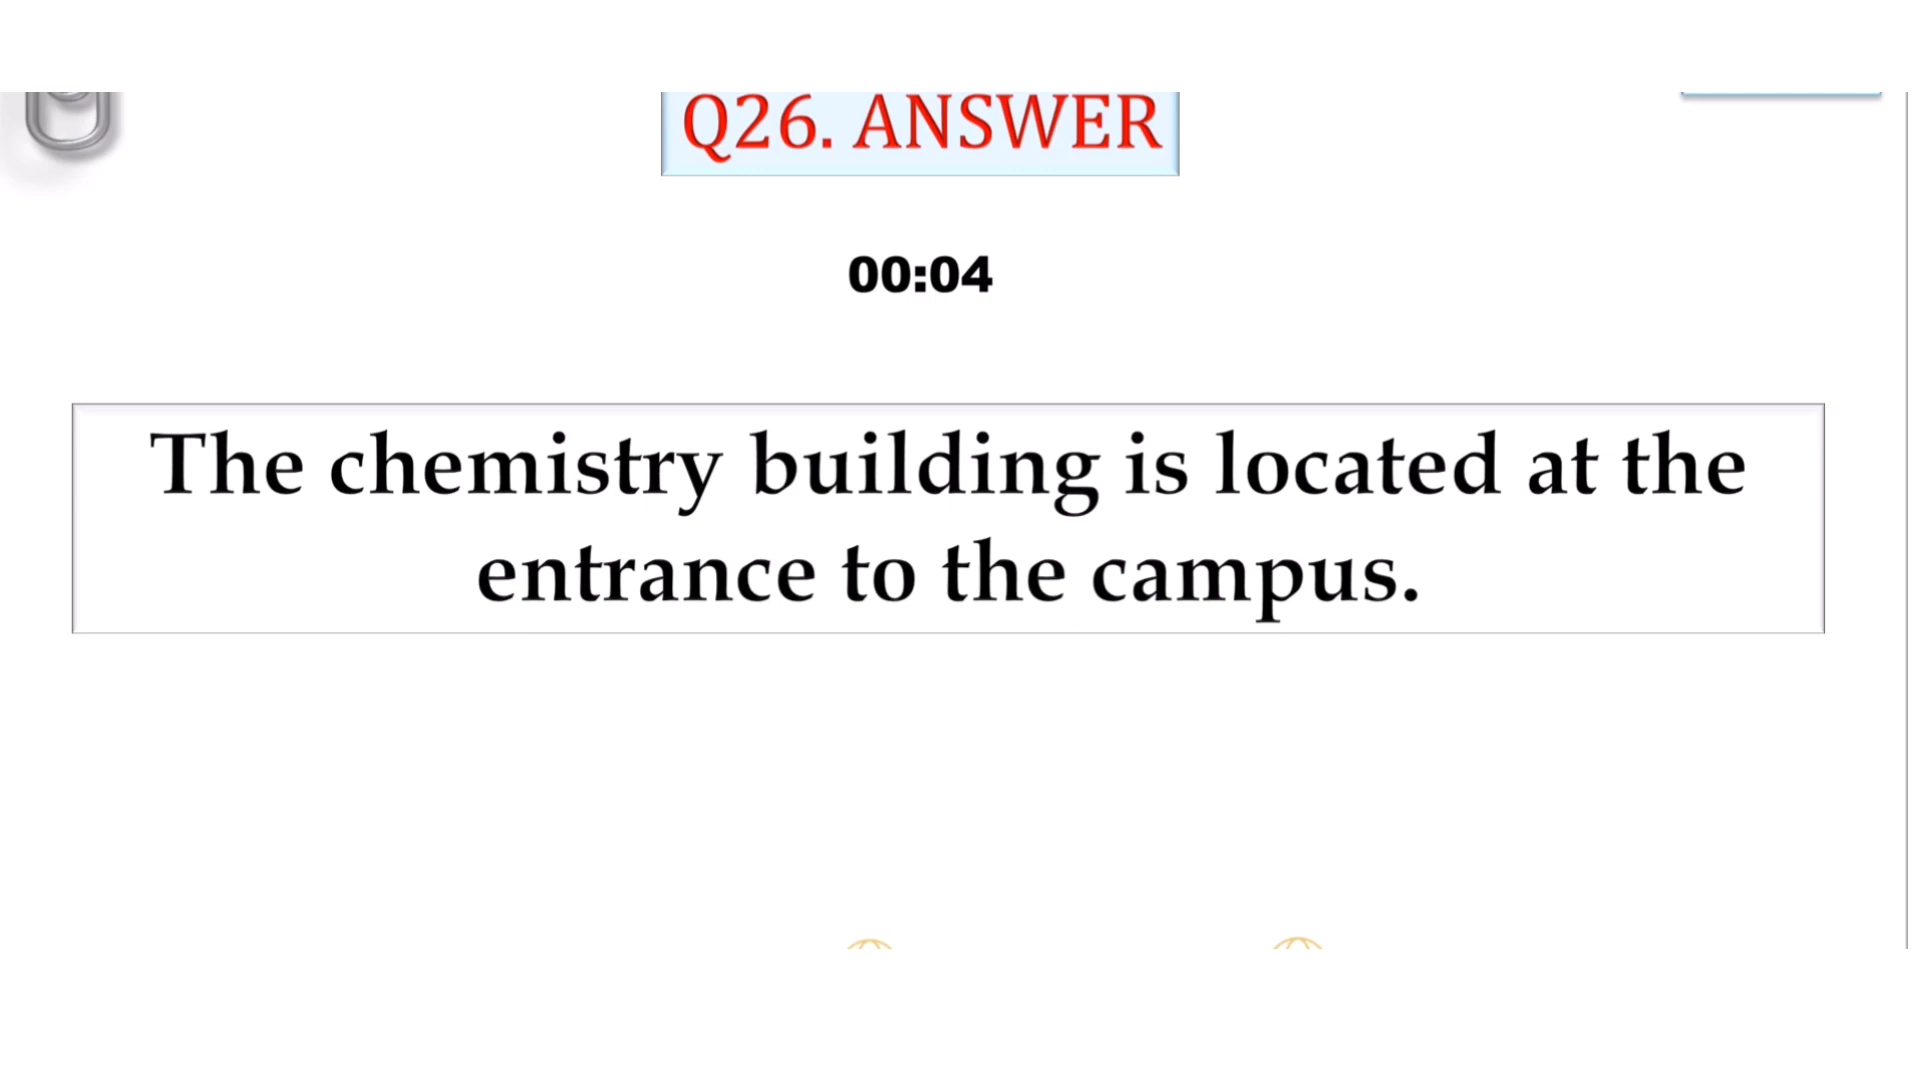 Q26. ANSWER
00:04
The chemistry building is located at the
entrance to the campus.